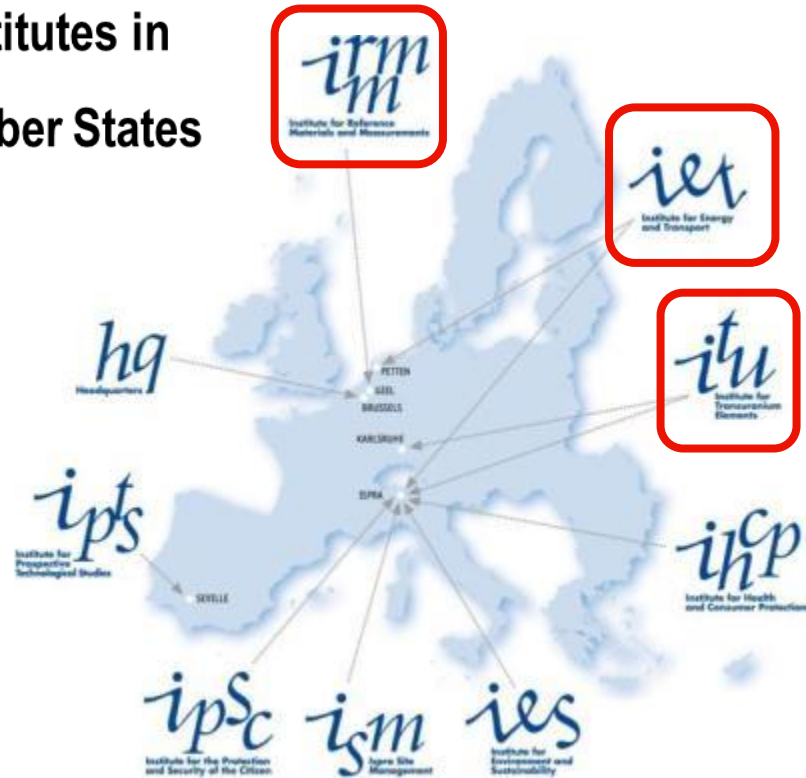 titutes in
ber States
irmm
Institute for Reference
Materials and Measurements
iet
Institute for Energy
and Transport
hq
Headquarters
itu
Institute for
Transuranium
Elements
PETTEN
GEEL
BRUSSELS
KARLSRUHE
ISPRA
SEVILLE
ipts
Institute for
Prospective
Technological Studies
ihcp
Institute for Health
and Consumer Protection
ipsc
Institute for the Protection
and Security of the Citizen
ism
Ispra Site
Management
ies
Institute for
Environment and
Sustainability